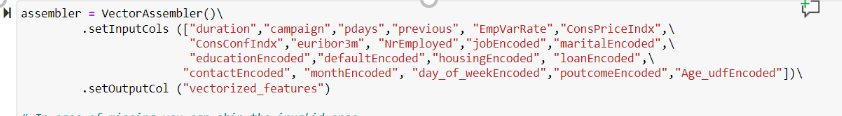 assembler = VectorAssembler()\
.setInputCols (["duration","campaign","pdays","previous", "EmpVarRate","ConsPriceIndx",\
"ConsConfIndx","euribor3m", "NrEmployed","jobEncoded","maritalEncoded",\
"educationEncoded","defaultEncoded","housingEncoded", "loanEncoded",\
"contactEncoded", "monthEncoded", "day_of_weekEncoded","poutcomeEncoded","Age_udfEncoded"])\
.setOutputCol ("vectorized_features")